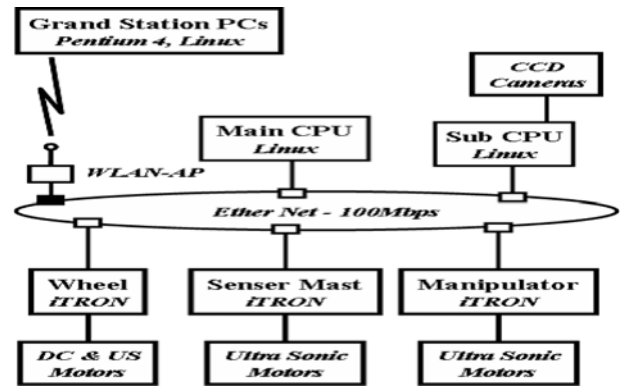 Grand Station PCs
Pentium 4, Linux
CCD
Cameras
Main CPU
Linux
Sub CPU
Linux
WLAN-AP
Ether Net - 100Mbps
Wheel
iTRON
Senser Mast
iTRON
Manipulator
iTRON
DC & US
Motors
Ultra Sonic
Motors
Ultra Sonic
Motors